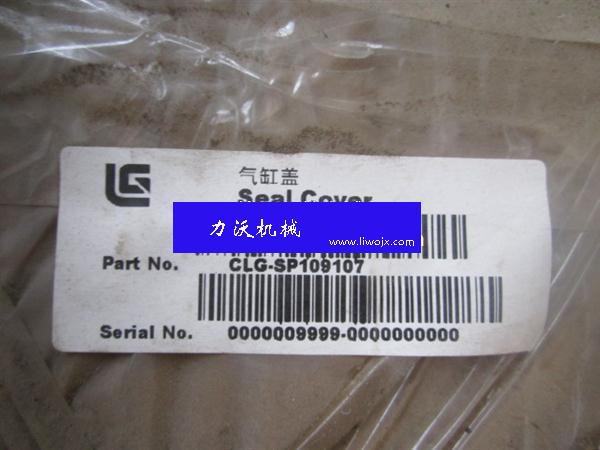 LG
气缸盖
Seal Cover
力沃机械
www.liwojx.com
Part No. CLG-SP109107
Serial No. 0000009999-0000000000